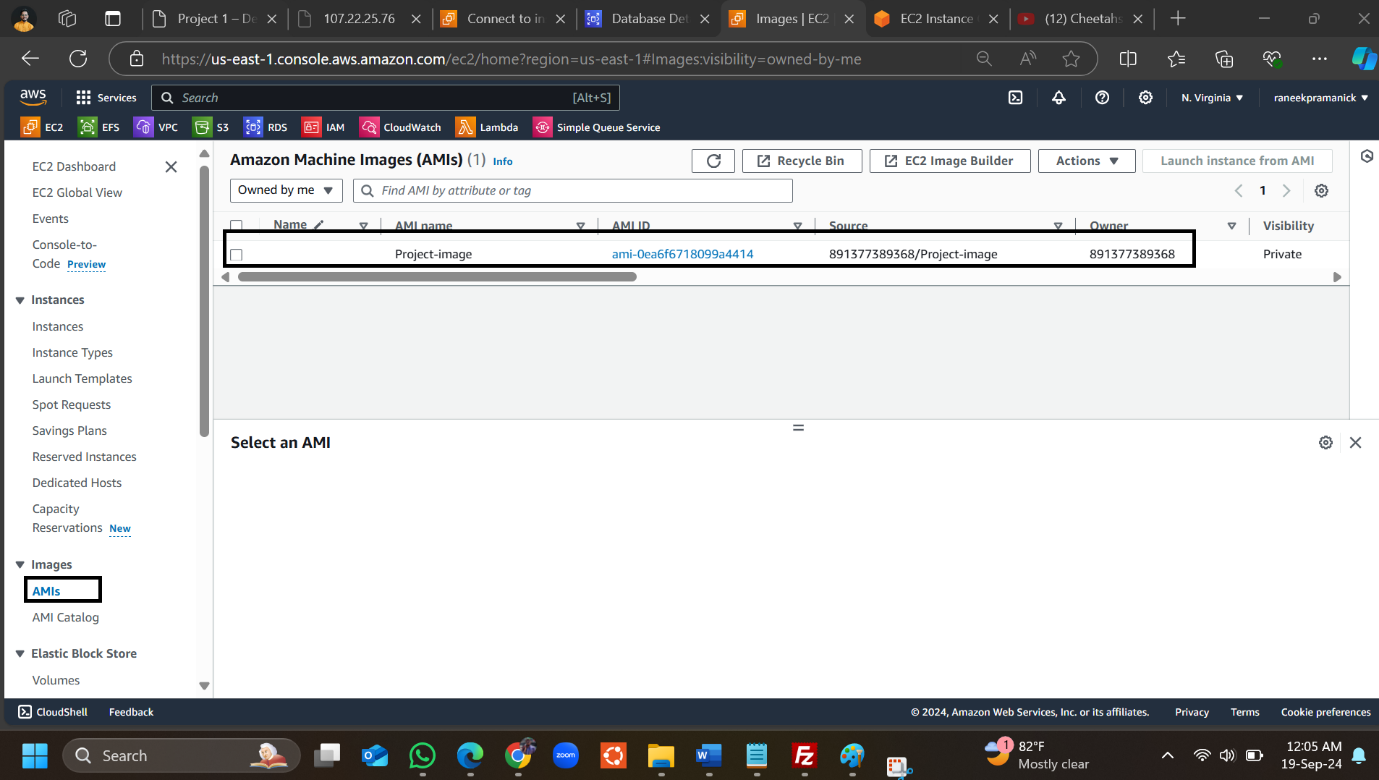 Project 1 – De
107.22.25.76
Connect to in
Database Det
Images | EC2
EC2 Instance
(12) Cheetahs
https://us-east-1.console.aws.amazon.com/ec2/home?region=us-east-1#Images:visibility=owned-by-me
aws
Services
Search
[Alt+S]
N. Virginia
raneekpramanick
EC2
EFS
VPC
S3
RDS
IAM
CloudWatch
Lambda
Simple Queue Service
EC2 Dashboard
EC2 Global View
Events
Console-to-
Code Preview
Instances
Instances
Instance Types
Launch Templates
Spot Requests
Savings Plans
Reserved Instances
Dedicated Hosts
Capacity
Reservations New
Images
AMIs
AMI Catalog
Elastic Block Store
Volumes
Amazon Machine Images (AMIs) (1) Info
Recycle Bin
EC2 Image Builder
Actions
Launch instance from AMI
Owned by me
Find AMI by attribute or tag
1
Name
AMI name
AMI ID
Source
Owner
Visibility
Project-image
ami-0ea6f6718099a4414
891377389368/Project-image
891377389368
Private
Select an AMI
CloudShell
Feedback
© 2024, Amazon Web Services, Inc. or its affiliates.
Privacy
Terms
Cookie preferences
Search
zoom
W
Fz
1
82°F
Mostly clear
12:05 AM
19-Sep-24